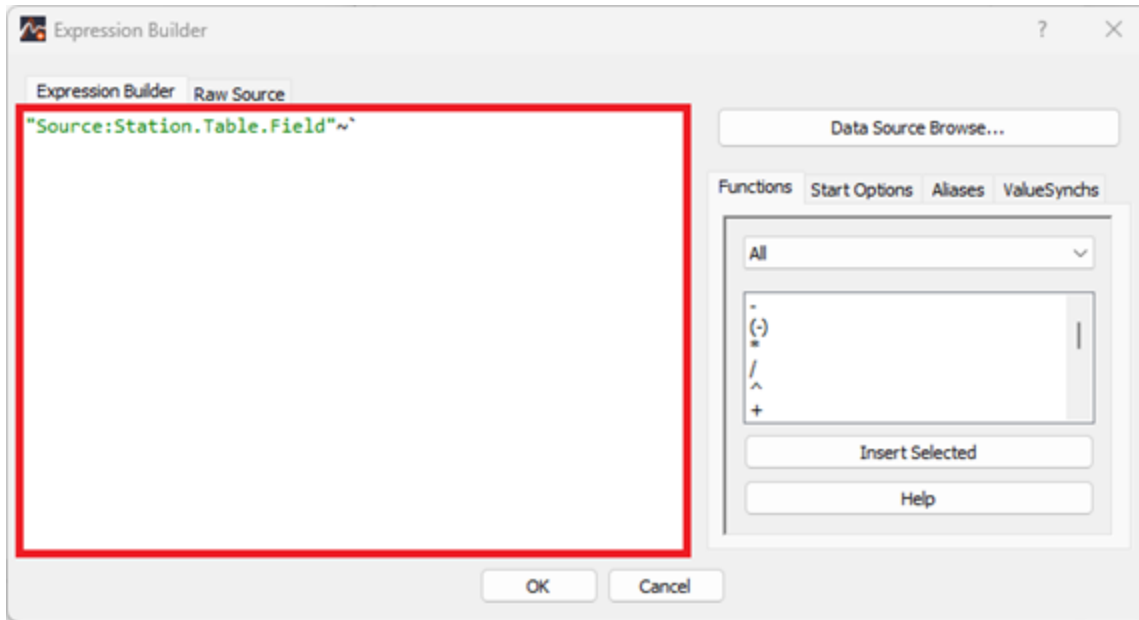 Expression Builder ?
Expression Builder Raw Source
"Source:Station.Table.Field"~`
Data Source Browse...
Functions Start Options Aliases ValueSynchs
All
-
(-)
*
/
^
+
Insert Selected
Help
OK Cancel